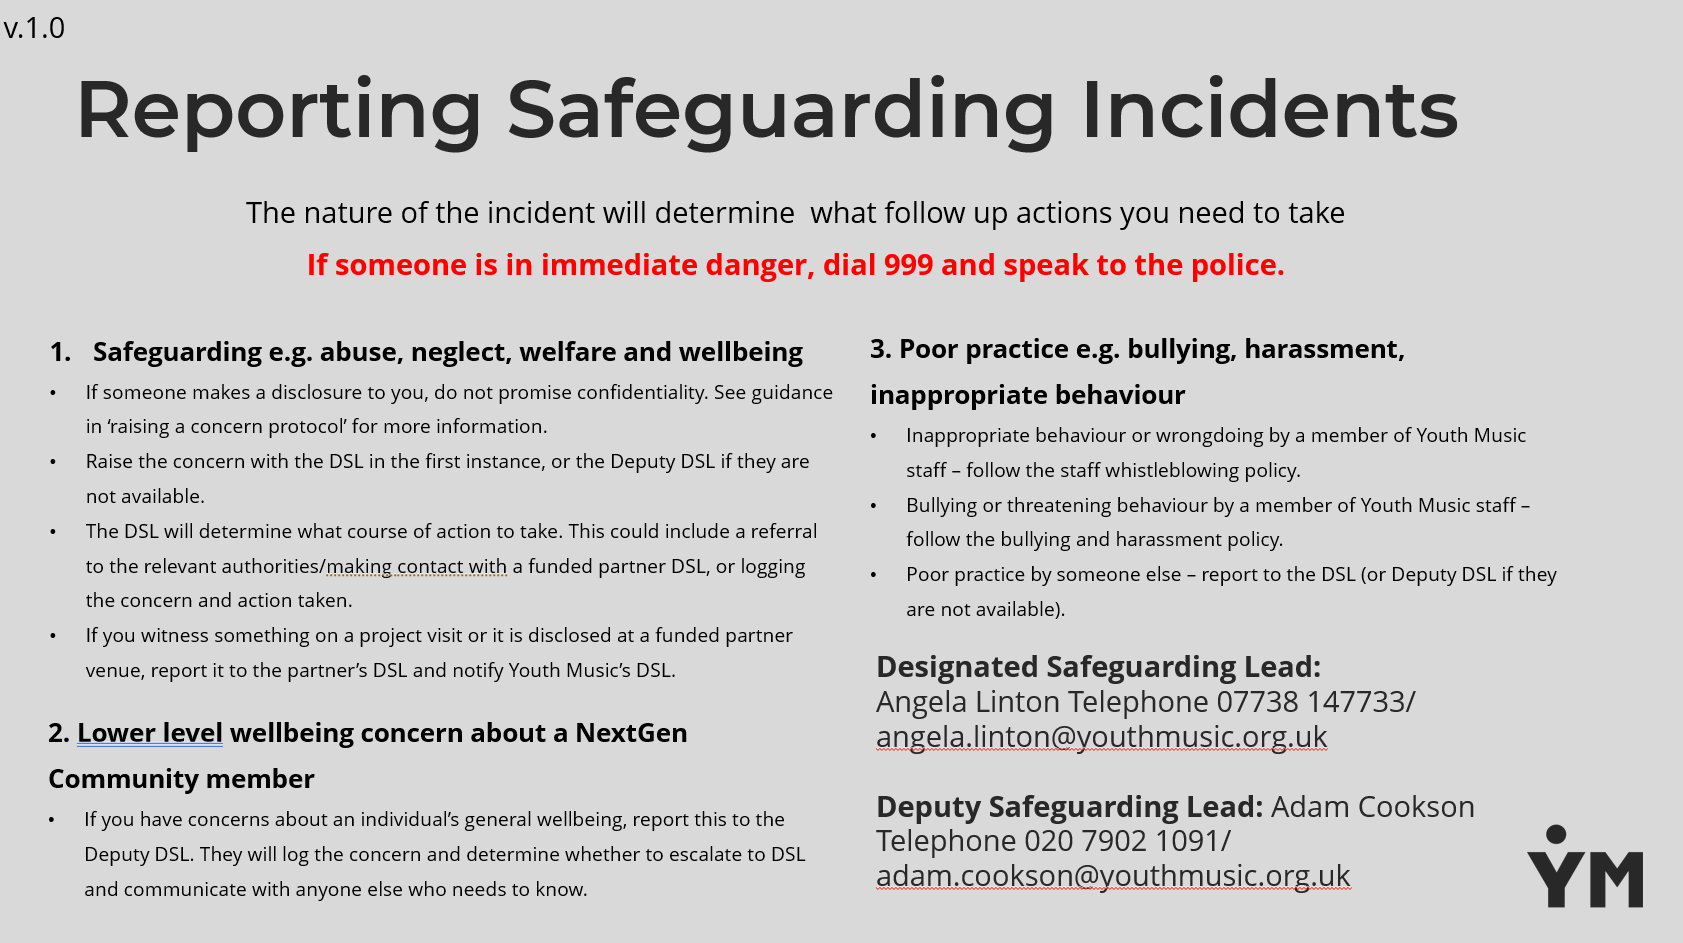 v.1.0
Reporting Safeguarding Incidents
The nature of the incident will determine  what follow up actions you need to take
If someone is in immediate danger, dial 999 and speak to the police.
1. Safeguarding e.g. abuse, neglect, welfare and wellbeing
• If someone makes a disclosure to you, do not promise confidentiality. See guidance
in ‘raising a concern protocol’ for more information.
• Raise the concern with the DSL in the first instance, or the Deputy DSL if they are
not available.
• The DSL will determine what course of action to take. This could include a referral
to the relevant authorities/making contact with a funded partner DSL, or logging
the concern and action taken.
• If you witness something on a project visit or it is disclosed at a funded partner
venue, report it to the partner’s DSL and notify Youth Music’s DSL.
2. Lower level wellbeing concern about a NextGen
Community member
• If you have concerns about an individual’s general wellbeing, report this to the
Deputy DSL. They will log the concern and determine whether to escalate to DSL
and communicate with anyone else who needs to know.
3. Poor practice e.g. bullying, harassment,
inappropriate behaviour
• Inappropriate behaviour or wrongdoing by a member of Youth Music
staff – follow the staff whistleblowing policy.
• Bullying or threatening behaviour by a member of Youth Music staff –
follow the bullying and harassment policy.
• Poor practice by someone else – report to the DSL (or Deputy DSL if they
are not available).
Designated Safeguarding Lead:
Angela Linton Telephone 07738 147733/
angela.linton@youthmusic.org.uk
Deputy Safeguarding Lead: Adam Cookson
Telephone 020 7902 1091/
adam.cookson@youthmusic.org.uk
YM